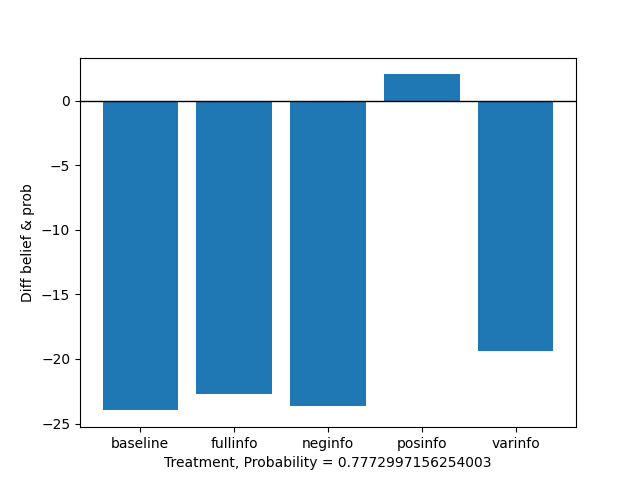 0
−5
−10
−15
−20
−25
Diff belief & prob
baseline fullinfo neginfo posinfo varinfo
Treatment, Probability = 0.7772997156254003